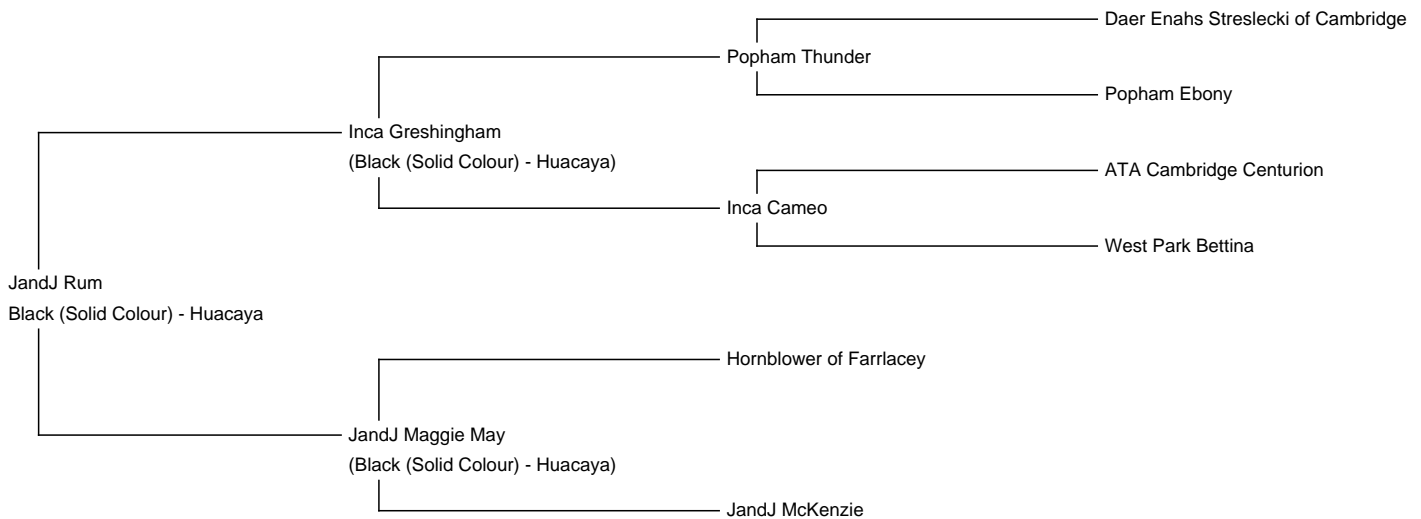 Daer Enahs Streslecki of Cambridge
Popham Thunder
Popham Ebony
Inca Greshingham
(Black (Solid Colour) - Huacaya)
ATA Cambridge Centurion
Inca Cameo
West Park Bettina
JandJ Rum
Black (Solid Colour) - Huacaya
Hornblower of Farrlacey
JandJ Maggie May
(Black (Solid Colour) - Huacaya)
JandJ McKenzie